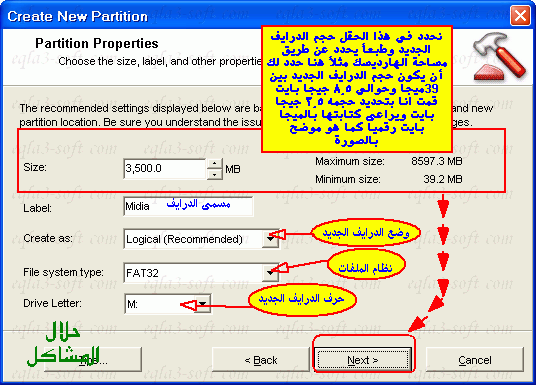 Create New Partition
Partition Properties
Choose the size, label, and other properties
نحدد في هذا الحقل حجم الدرايف
الجديد وطبعاً يحدد عن طريق
مساحة الهارديسك مثلاً هنا حدد لك
أن يكون حجم الدرايف الجديد بين
39ميجا وحوالي ٨,٥ جيجا بايت
قمت انا بتحديد حجمه ٣,٥ جيجا
بايت ويراعى كتابتها بالميجا
بايت رقميا كما هو موضح
بالصورة
The recommended settings displayed below are ba and new
partition location. Be sure you understand the issu ges.
Size: 3,500.0 MB
Maximum size: 8597.3 MB
Minimum size: 39.2 MB
Label: Midia مسمى الدرايف
Create as: Logical (Recommended) وضع الدرايف الجديد
File system type: FAT32 نظام الملفات
Drive Letter: M: حرف الدرايف الجديد
حلال
المشاكل
< Back Next > Cancel
eqla3-soft.com